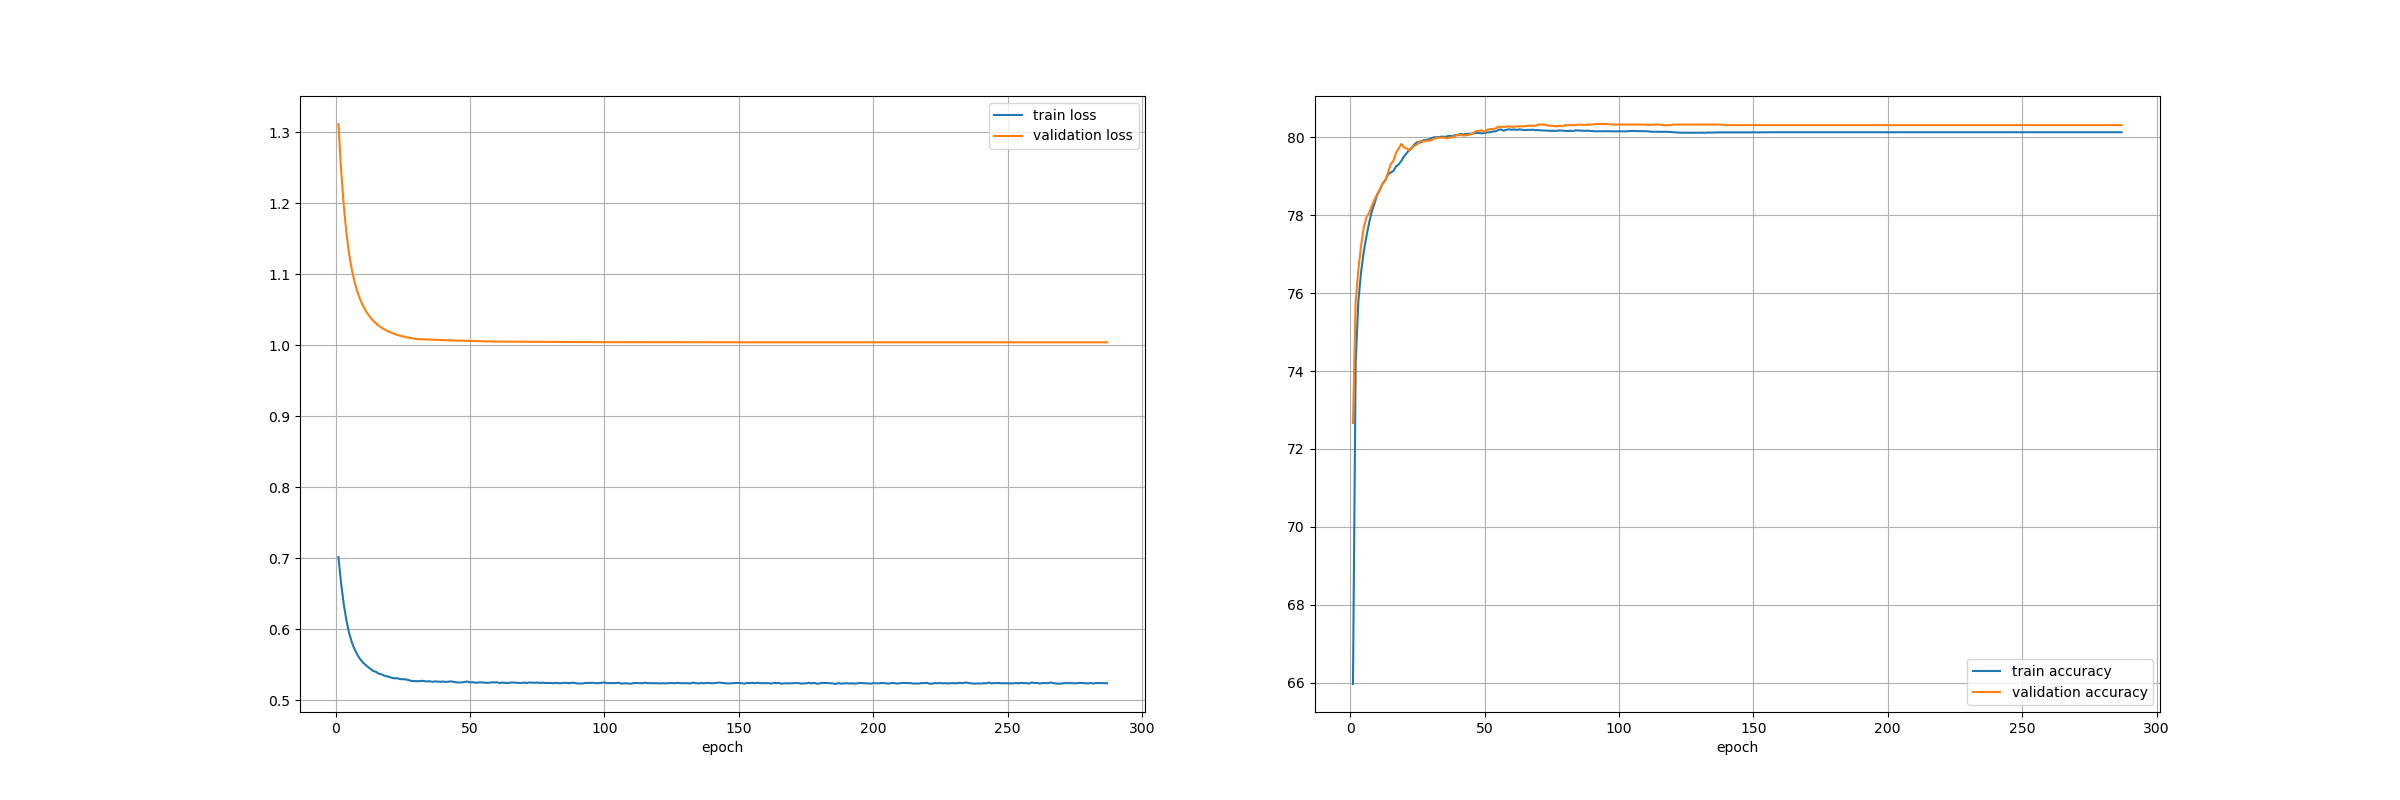 train loss
validation loss
1.3
1.2
1.1
1.0
0.9
0.8
0.7
0.6
0.5
0 50 100 150 200 250 300
epoch
80
78
76
74
72
70
68
66
train accuracy
validation accuracy
0 50 100 150 200 250 300
epoch